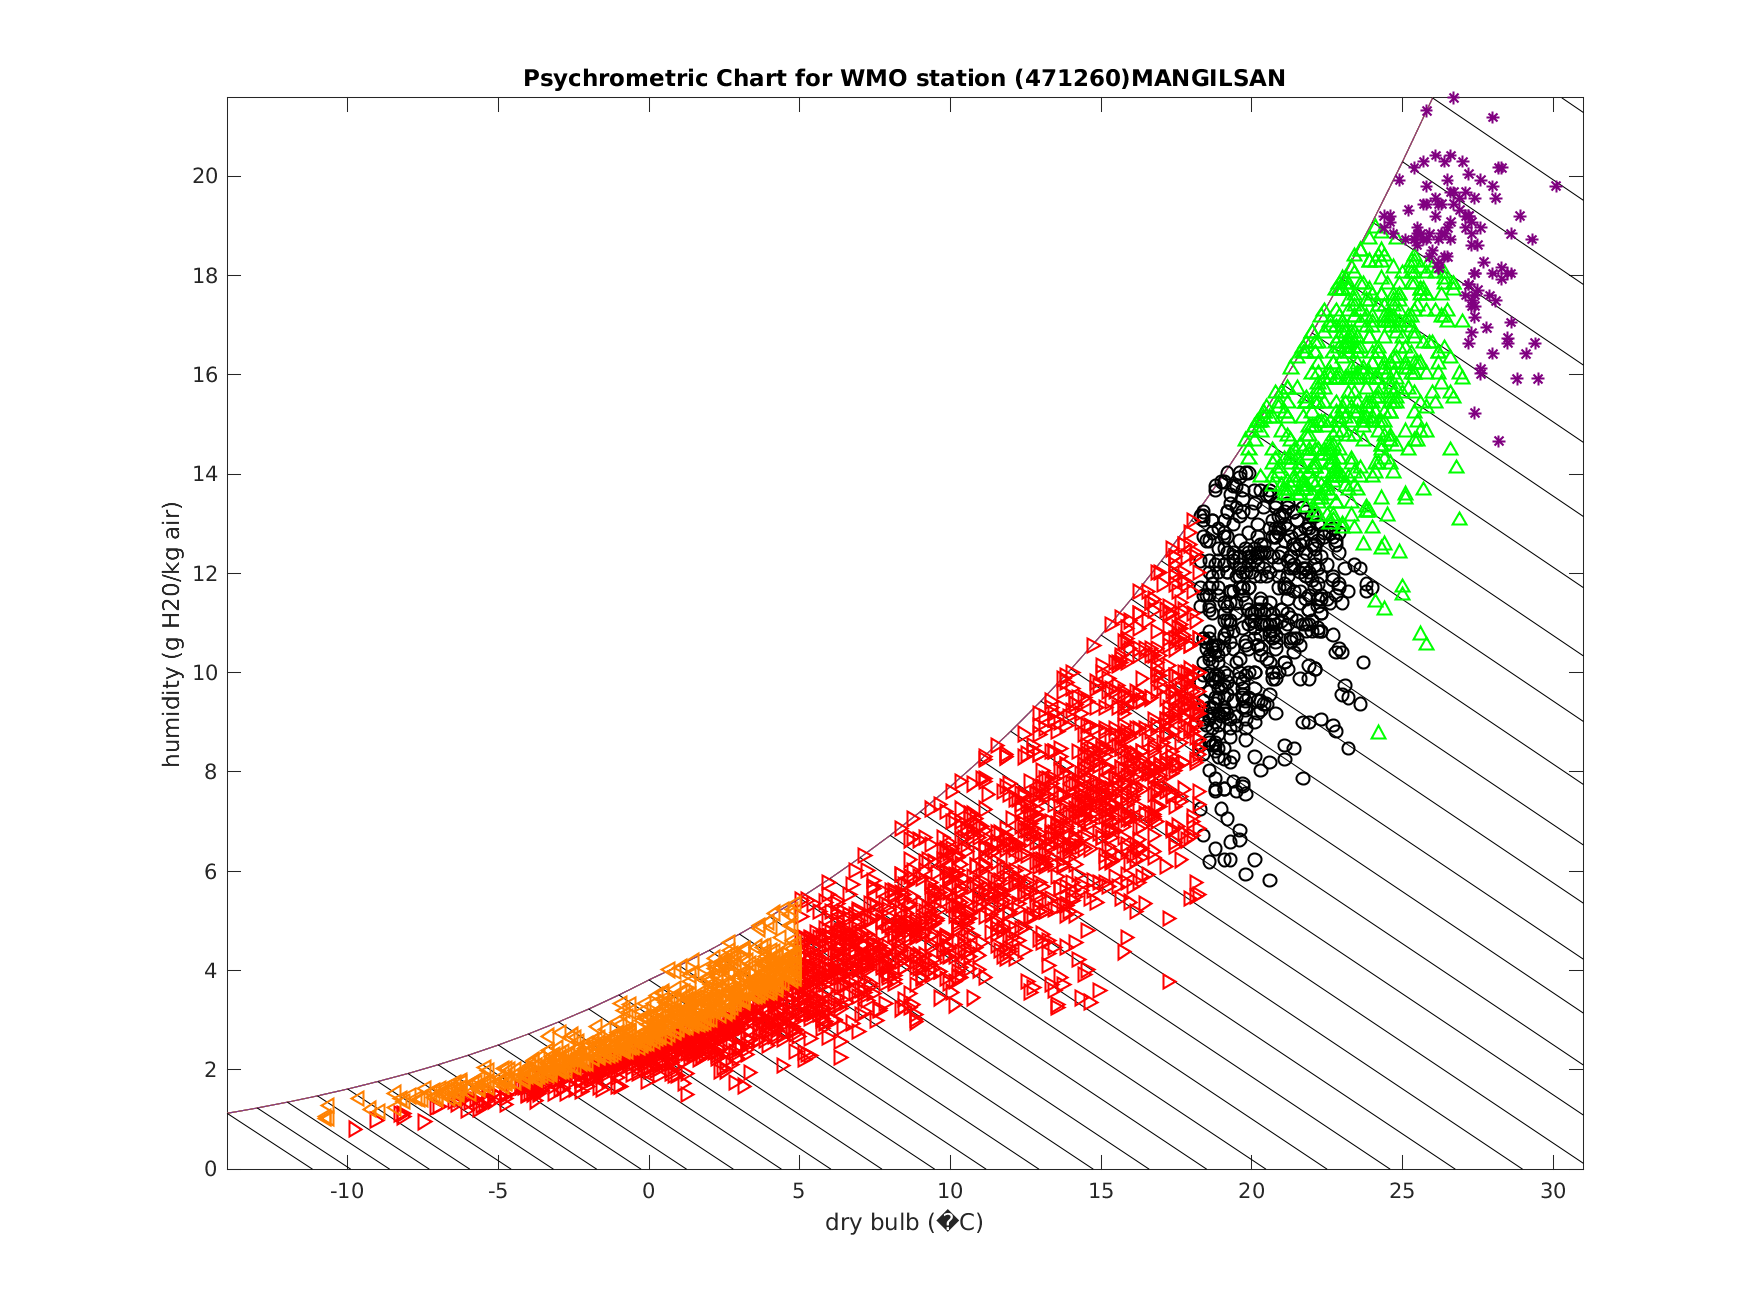 Psychrometric Chart for WMO station (471260)MANGILSAN
20
18
16
14
12
10
8
6
4
2
0
humidity (g H20/kg air)
-10 -5 0 5 10 15 20 25 30
dry bulb (�C)